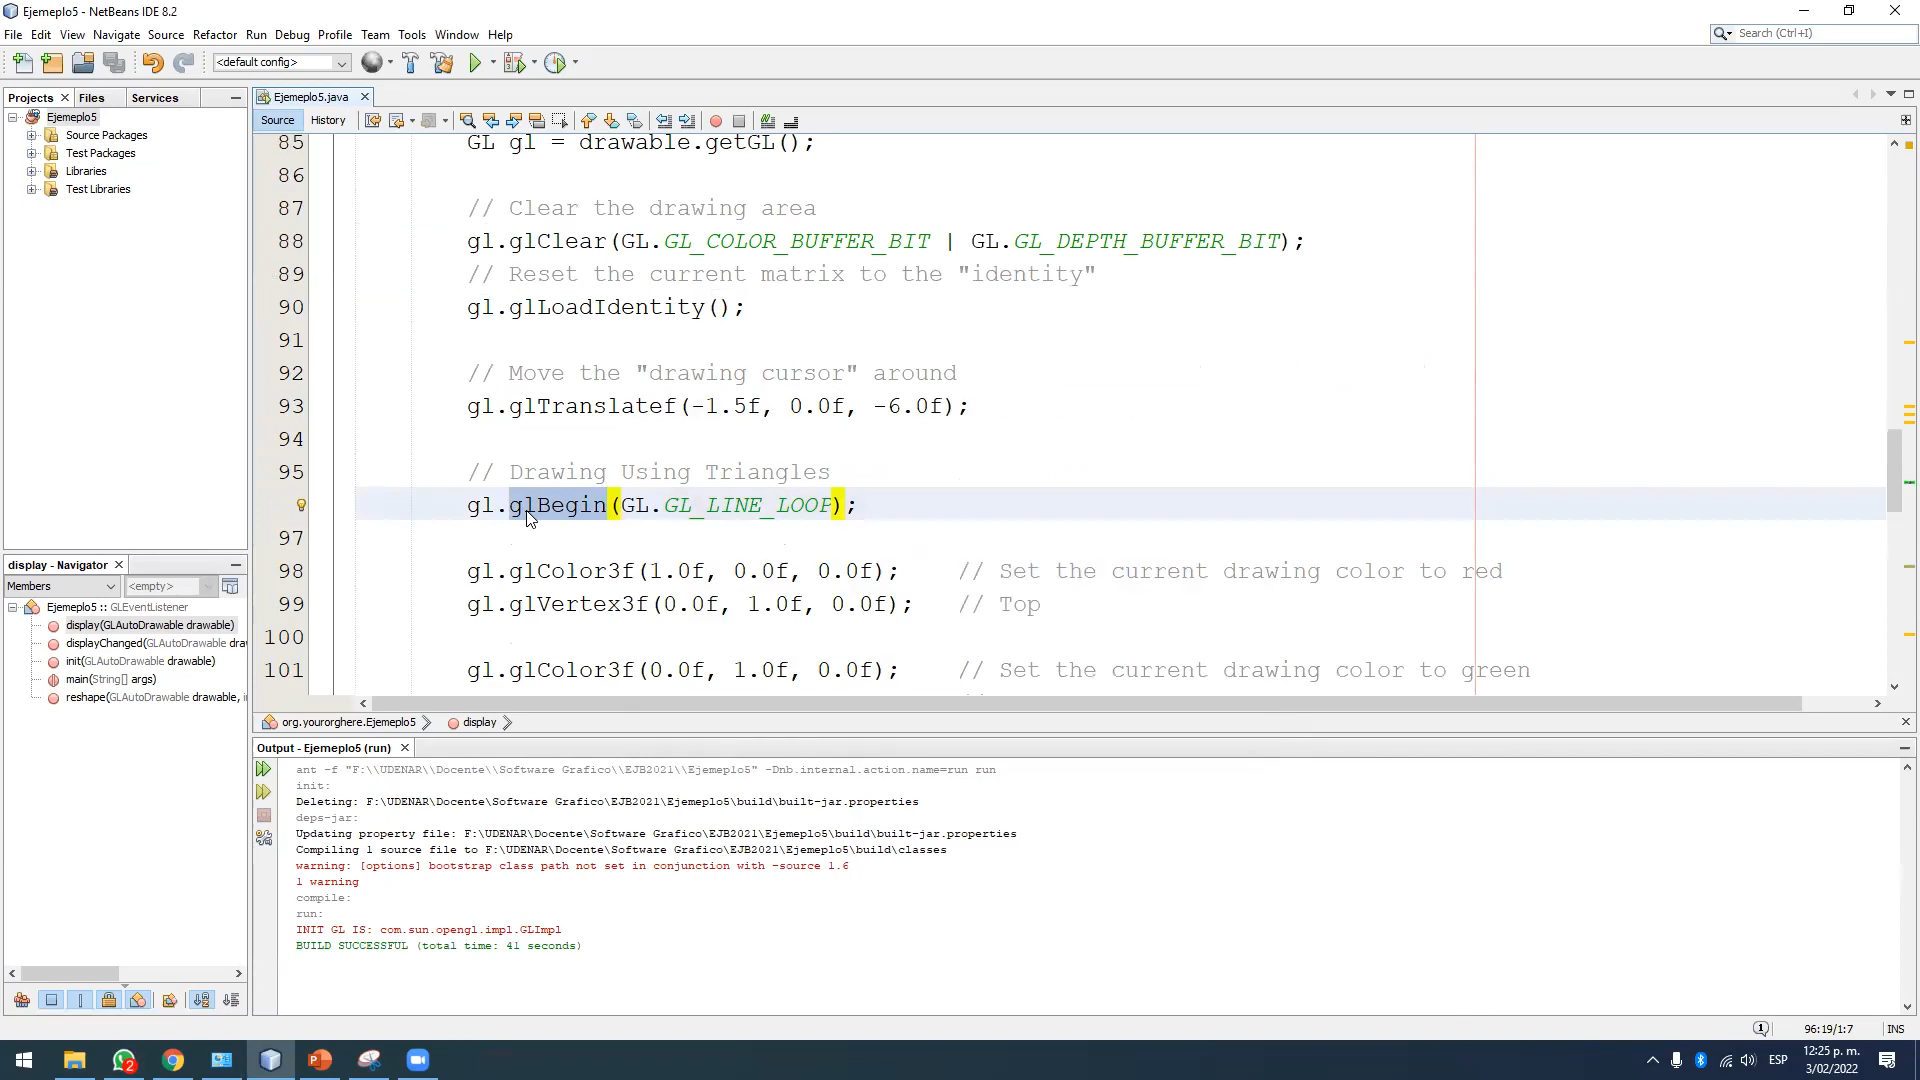 Ejemeplo5 - NetBeans IDE 8.2
File Edit View Navigate Source Refactor Run Debug Profile Team Tools Window Help
Search (Ctrl+I)
<default config>
Projects Files Services
Ejemeplo5.java
Source History
Ejemeplo5
Source Packages
Test Packages
Libraries
Test Libraries
85 GL gl = drawable.getGL();
86
87 // Clear the drawing area
88 gl.glClear(GL.GL_COLOR_BUFFER_BIT | GL.GL_DEPTH_BUFFER_BIT);
89 // Reset the current matrix to the "identity"
90 gl.glLoadIdentity();
91
92 // Move the "drawing cursor" around
93 gl.glTranslatef(-1.5f, 0.0f, -6.0f);
94
95 // Drawing Using Triangles
gl.glBegin(GL.GL_LINE_LOOP);
97
98 gl.glColor3f(1.0f, 0.0f, 0.0f); // Set the current drawing color to red
99 gl.glVertex3f(0.0f, 1.0f, 0.0f); // Top
100
101 gl.glColor3f(0.0f, 1.0f, 0.0f); // Set the current drawing color to green
org.yourorghere.Ejemeplo5 display
display - Navigator
Members <empty>
Ejemeplo5 :: GLEventListener
display(GLAutoDrawable drawable)
displayChanged(GLAutoDrawable dra
init(GLAutoDrawable drawable)
main(String[] args)
reshape(GLAutoDrawable drawable, i
Output - Ejemeplo5 (run)
ant -f "F:\\UDENAR\\Docente\\Software Grafico\\EJB2021\\Ejemeplo5" -Dnb.internal.action.name=run run
init:
Deleting: F:\UDENAR\Docente\Software Grafico\EJB2021\Ejemeplo5\build\built-jar.properties
deps-jar:
Updating property file: F:\UDENAR\Docente\Software Grafico\EJB2021\Ejemeplo5\build\built-jar.properties
Compiling 1 source file to F:\UDENAR\Docente\Software Grafico\EJB2021\Ejemeplo5\build\classes
warning: [options] bootstrap class path not set in conjunction with -source 1.6
1 warning
compile:
run:
INIT GL IS: com.sun.opengl.impl.GLImpl
BUILD SUCCESSFUL (total time: 41 seconds)
1 96:19/1:7 INS
2
ESP
12:25 p. m.
3/02/2022